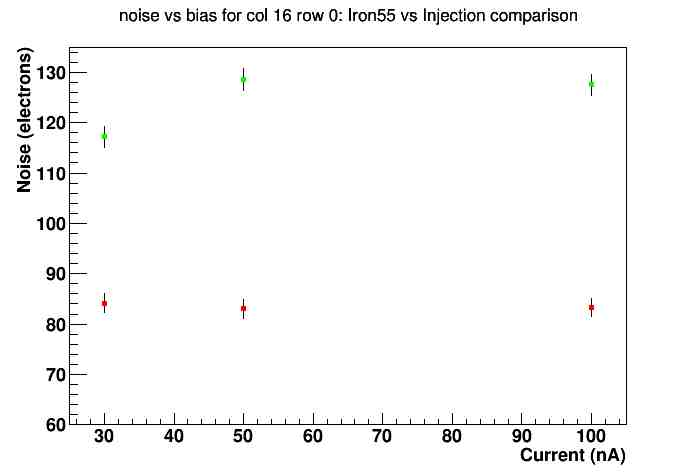 noise vs bias for col 16 row 0: Iron55 vs Injection comparison
Noise (electrons)
130
120
110
100
90
80
70
60
30 40 50 60 70 80 90 100
Current (nA)